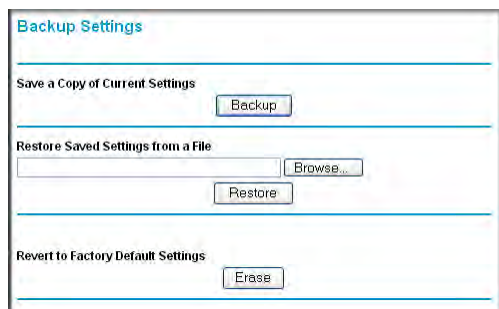 Backup Settings
Save a Copy of Current Settings
Backup
Restore Saved Settings from a File
Browse...
Restore
Revert to Factory Default Settings
Erase